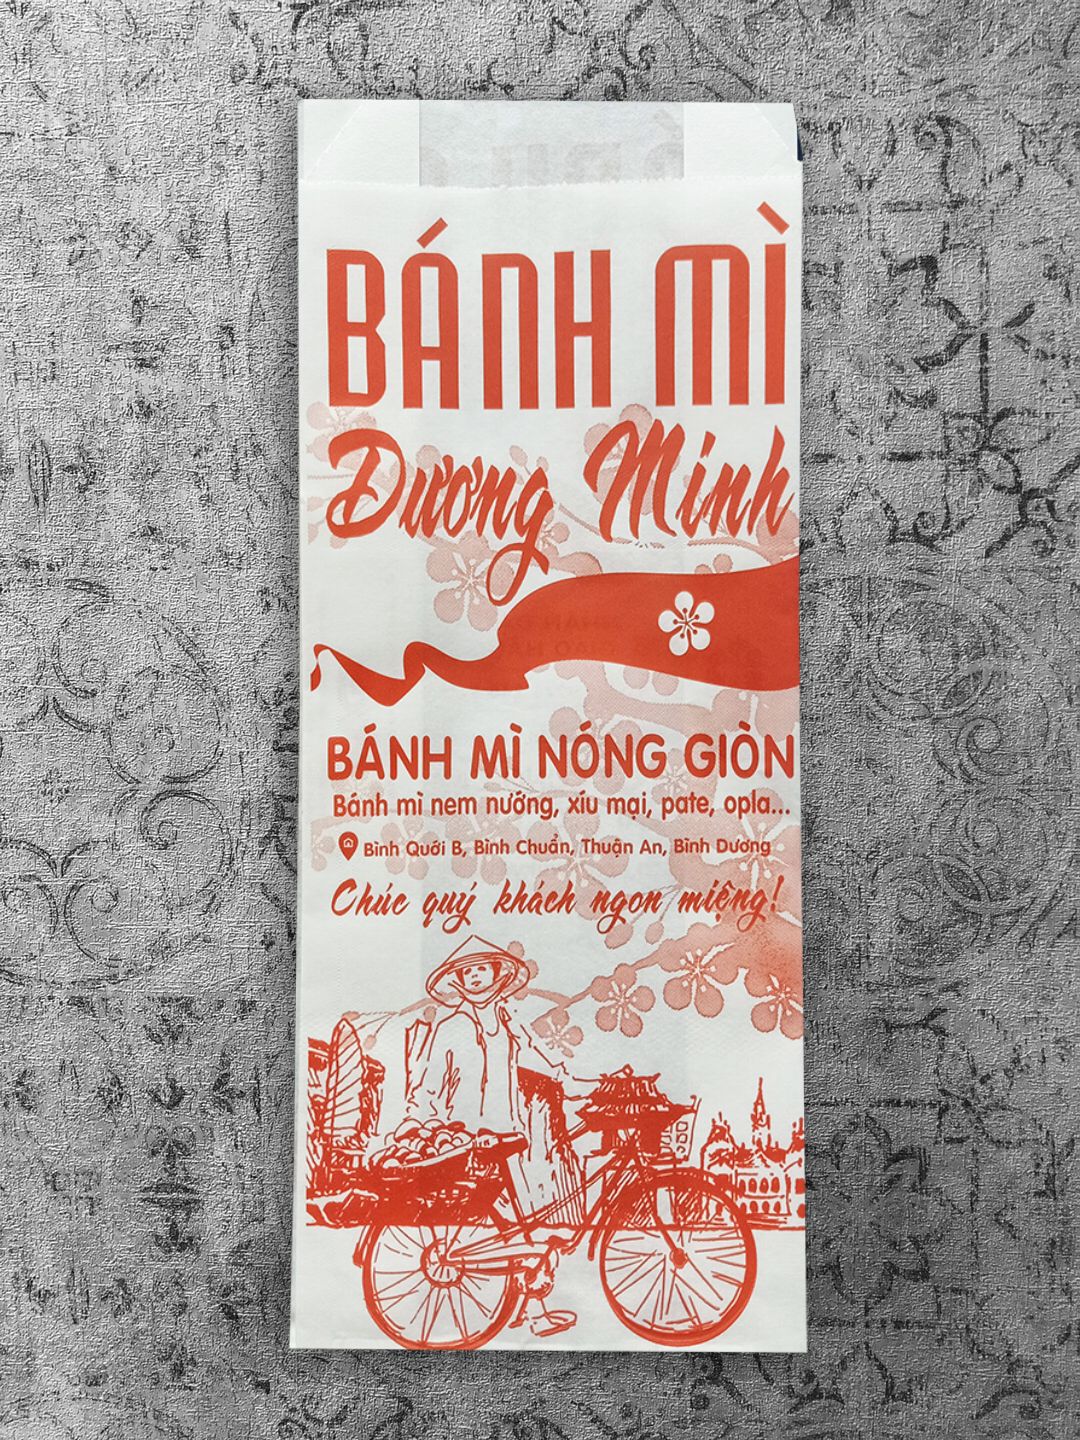 BÁNH MÌ
Dương Minh
BÁNH MÌ NÓNG GIÒN
Bánh mì nem nướng, xíu mại, pate, opla...
Bình Quới B, Bình Chuẩn, Thuận An, Bình Dương
Chúc quý khách ngon miệng!